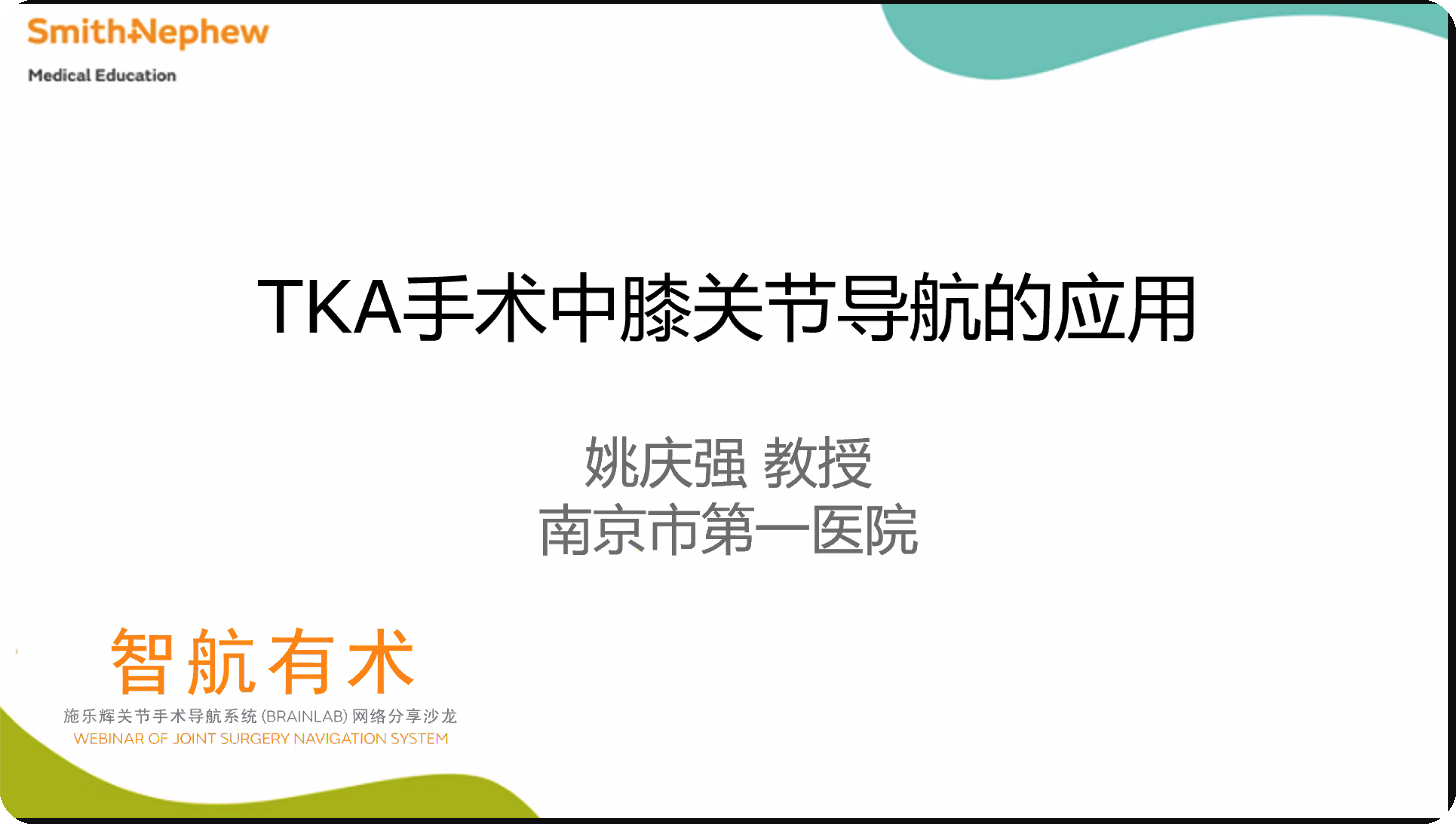 Smith+Nephew
Medical Education
TKA手术中膝关节导航的应用
姚庆强 教授
南京市第一医院
智航有术
施乐辉关节手术导航系统(BRAINLAB)网络分享沙龙
WEBINAR OF JOINT SURGERY NAVIGATION SYSTEM